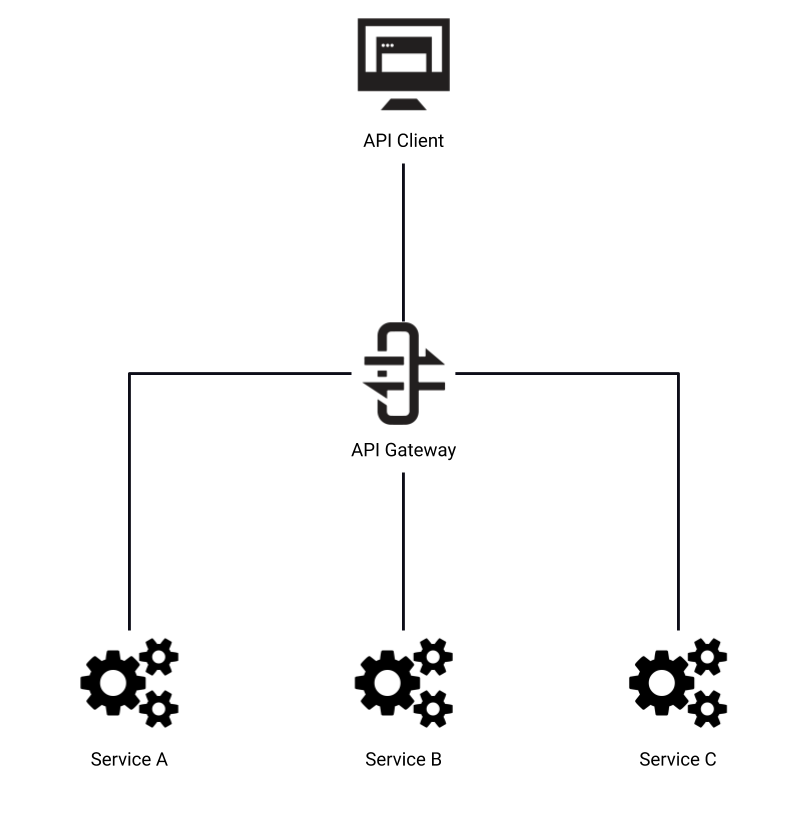 API Client
API Gateway
Service A
Service B
Service C